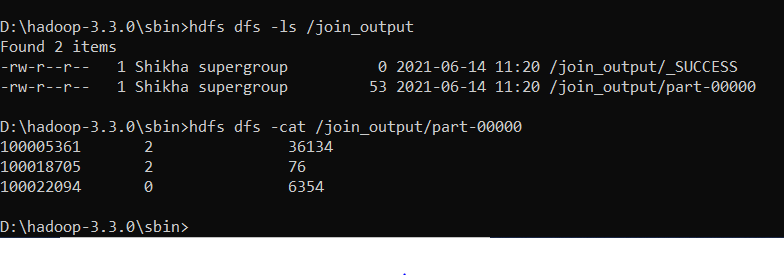 D:\hadoop-3.3.0\sbin>hdfs dfs -ls /join_output
Found 2 items
-rw-r--r--   1 Shikha supergroup          0 2021-06-14 11:20 /join_output/_SUCCESS
-rw-r--r--   1 Shikha supergroup         53 2021-06-14 11:20 /join_output/part-00000
D:\hadoop-3.3.0\sbin>hdfs dfs -cat /join_output/part-00000
100005361       2               36134
100018705       2               76
100022094       0               6354
D:\hadoop-3.3.0\sbin>